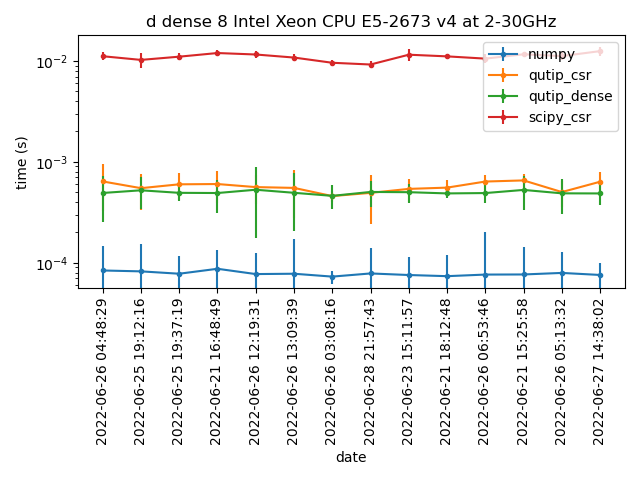 d dense 8 Intel Xeon CPU E5-2673 v4 at 2-30GHz
time (s)
10⁻²
10⁻³
10⁻⁴
numpy
qutip_csr
qutip_dense
scipy_csr
2022-06-26 04:48:29
2022-06-25 19:12:16
2022-06-25 19:37:19
2022-06-21 16:48:49
2022-06-26 12:19:31
2022-06-26 13:09:39
2022-06-26 03:08:16
2022-06-28 21:57:43
2022-06-23 15:11:57
2022-06-21 18:12:48
2022-06-26 06:53:46
2022-06-21 15:25:58
2022-06-26 05:13:32
2022-06-27 14:38:02
date